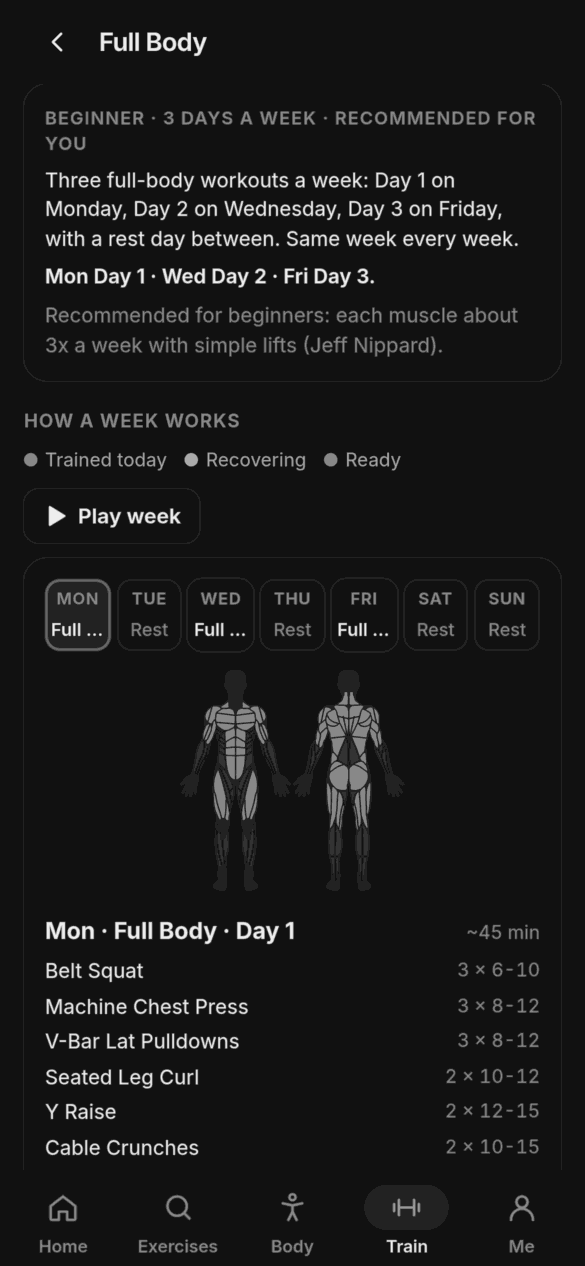 Full Body
BEGINNER · 3 DAYS A WEEK · RECOMMENDED FOR
YOU
Three full-body workouts a week: Day 1 on
Monday, Day 2 on Wednesday, Day 3 on Friday,
with a rest day between. Same week every week.
Mon Day 1 · Wed Day 2 · Fri Day 3.
Recommended for beginners: each muscle about
3x a week with simple lifts (Jeff Nippard).
HOW A WEEK WORKS
Trained today Recovering Ready
Play week
MON TUE WED THU FRI SAT SUN
Full ... Rest Full ... Rest Full ... Rest Rest
Mon · Full Body · Day 1 ~45 min
Belt Squat 3 × 6-10
Machine Chest Press 3 × 8-12
V-Bar Lat Pulldowns 3 × 8-12
Seated Leg Curl 2 × 10-12
Y Raise 2 × 12-15
Cable Crunches 2 × 10-15
Home Exercises Body Train Me